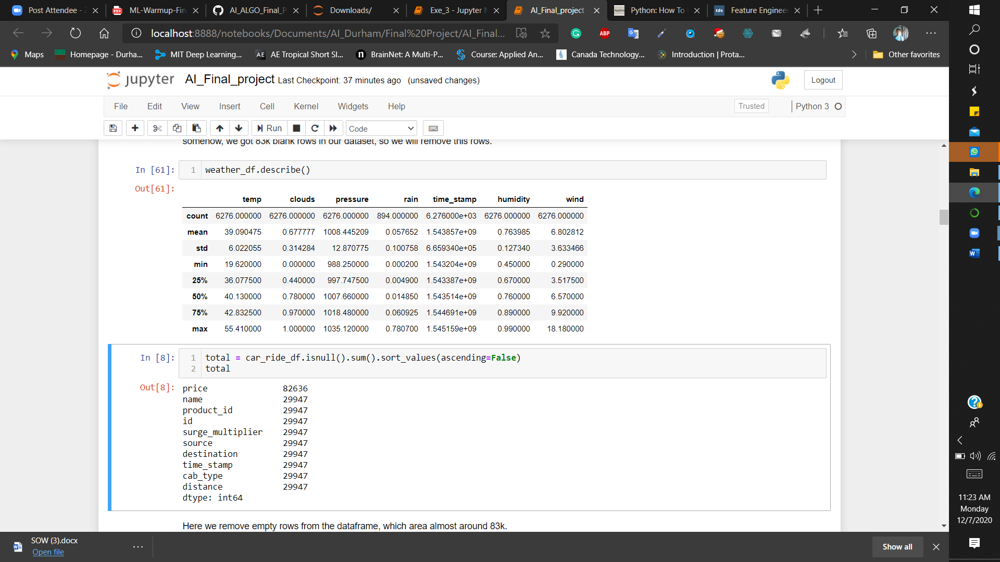 Post Attendee - Z
ML-Warmup-Fin
AI_ALGO_Final_P
Downloads/
Exe_3 - Jupyter N
AI_Final_project
Python: How To
Feature Engineer
localhost:8888/notebooks/Documents/AI_Durham/Final%20Project/AI_Final...
ABP
Maps
Homepage - Durha...
MIT Deep Learning...
AE Tropical Short Sl...
BrainNet: A Multi-P...
Course: Applied An...
Canada Technology...
Introduction | Prota...
Other favorites
jupyter AI_Final_project Last Checkpoint: 37 minutes ago (unsaved changes)
Logout
File Edit View Insert Cell Kernel Widgets Help
Trusted
Python 3
Run
Code
somehow, we got 83k blank rows in our dataset, so we will remove this rows.
In [61]: 1 weather_df.describe()
Out[61]:
temp clouds pressure rain time_stamp humidity wind
count 6276.000000 6276.000000 6276.000000 894.000000 6.276000e+03 6276.000000 6276.000000
mean 39.090475 0.677777 1008.445209 0.057652 1.543857e+09 0.763985 6.802812
std 6.022055 0.314284 12.870775 0.100758 6.659340e+05 0.127340 3.633466
min 19.620000 0.000000 988.250000 0.000200 1.543204e+09 0.450000 0.290000
25% 36.077500 0.440000 997.747500 0.004900 1.543387e+09 0.670000 3.517500
50% 40.130000 0.780000 1007.660000 0.014850 1.543514e+09 0.760000 6.570000
75% 42.832500 0.970000 1018.480000 0.060925 1.544691e+09 0.890000 9.920000
max 55.410000 1.000000 1035.120000 0.780700 1.545159e+09 0.990000 18.180000
In [8]: 1 total = car_ride_df.isnull().sum().sort_values(ascending=False)
2 total
Out[8]: price 82636
name 29947
product_id 29947
id 29947
surge_multiplier 29947
source 29947
destination 29947
time_stamp 29947
cab_type 29947
distance 29947
dtype: int64
Here we remove empty rows from the dataframe, which area almost around 83k.
SOW (3).docx
Open file
Show all
11:23 AM
Monday
12/7/2020